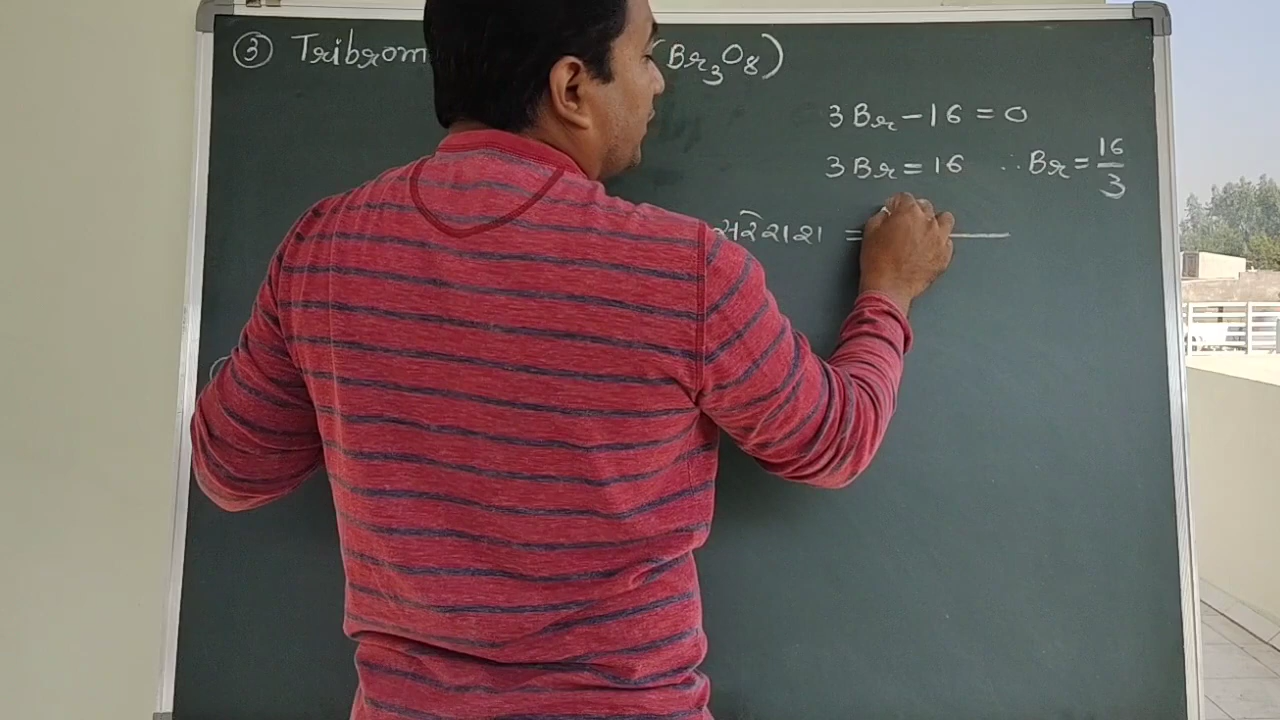 ③ Tribrom (Br₃O₈)
3Br-16=0
3Br=16 ∴Br=16/3
સરેરાશ =